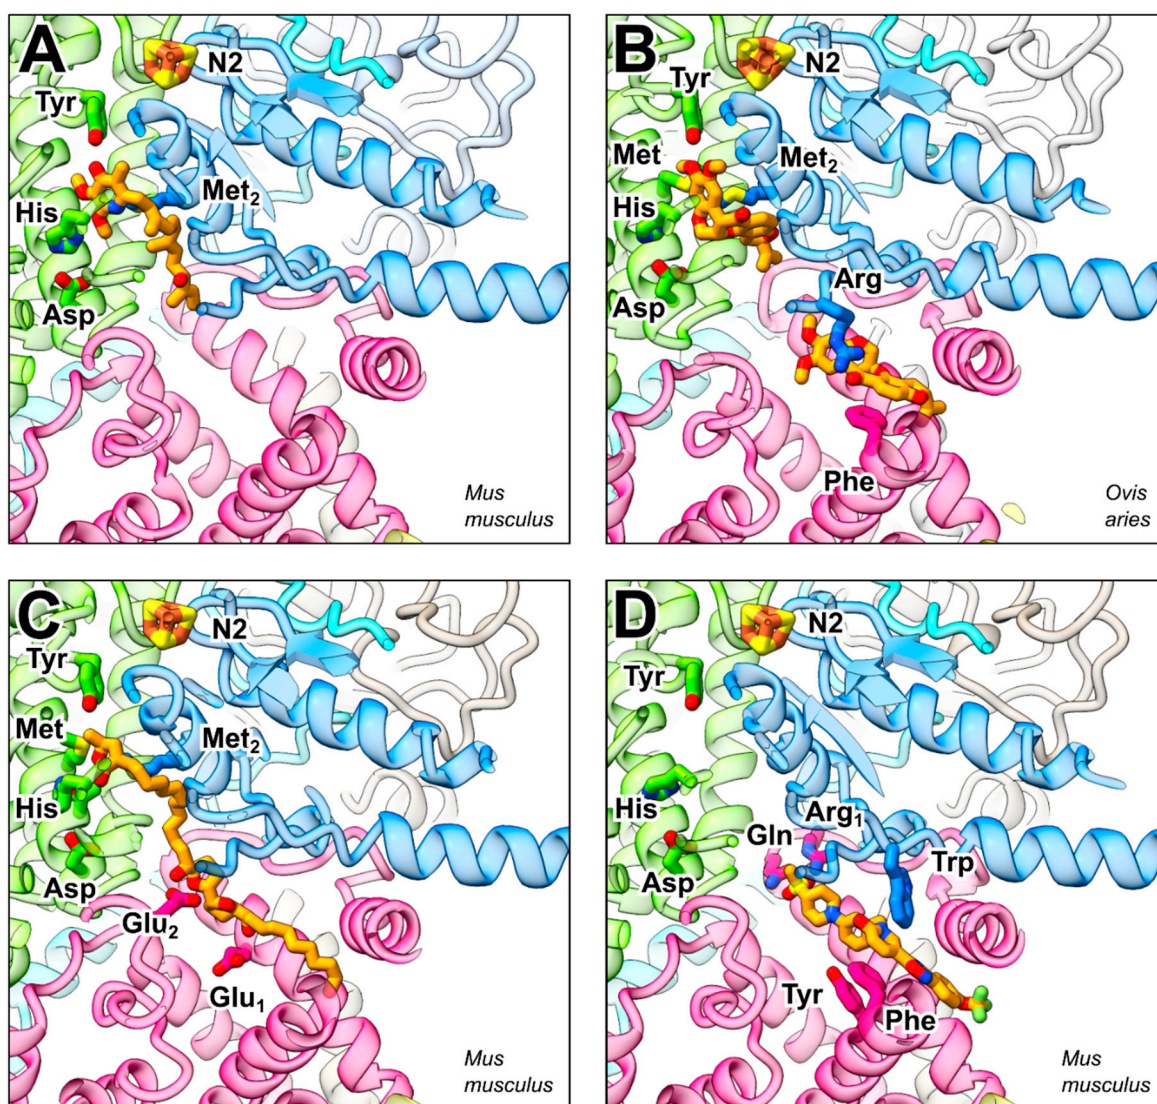 A
N2
Tyr
Met₂
His
Asp
Mus
musculus
B
N2
Tyr
Met
Met₂
His
Arg
Asp
Phe
Ovis
aries
C
N2
Tyr
Met
Met₂
His
Asp
Glu₂
Glu₁
Mus
musculus
D
N2
Tyr
His
Arg₁
Gln
Trp
Asp
Tyr
Phe
Mus
musculus